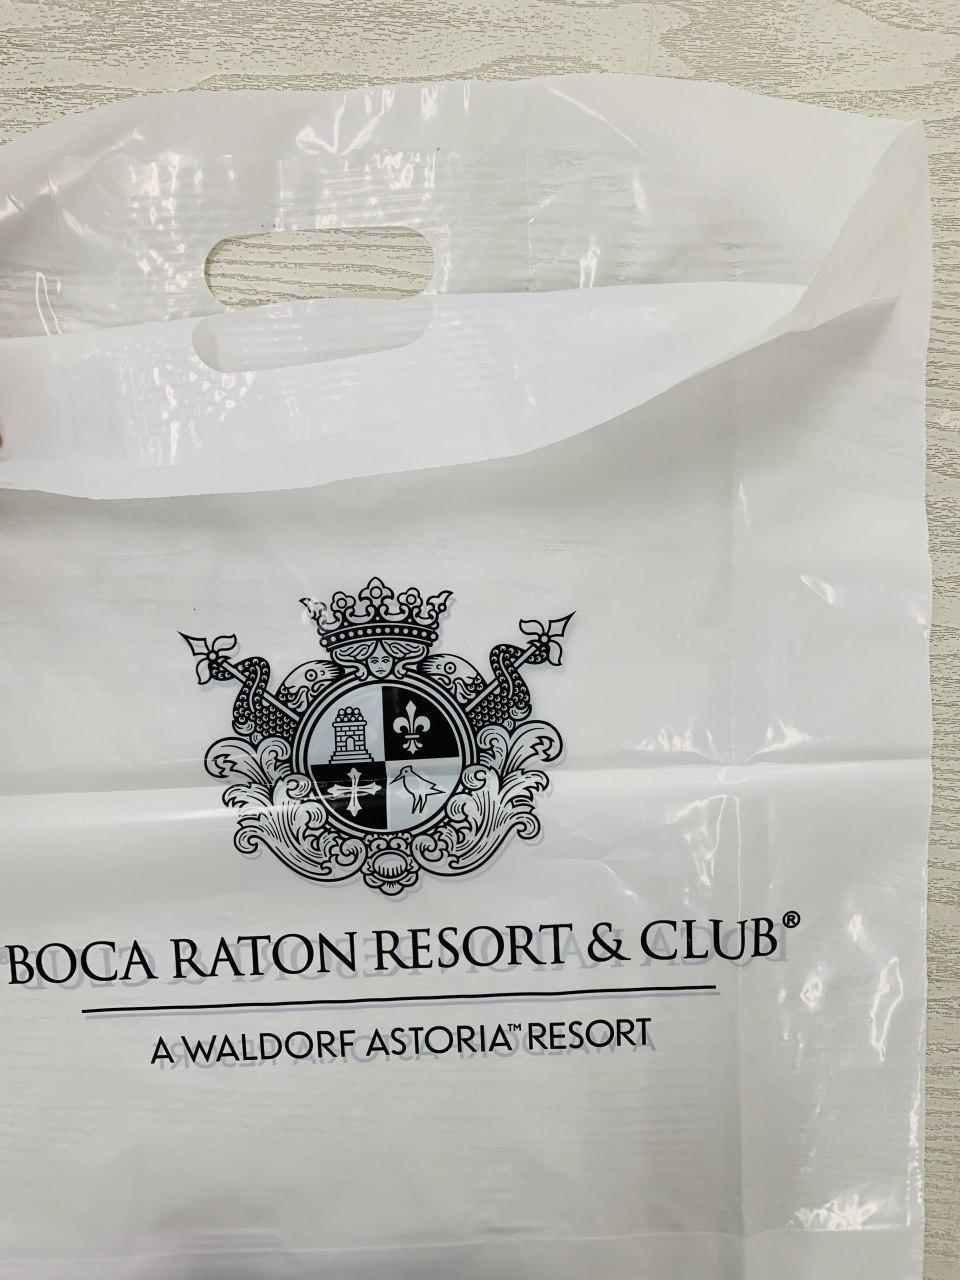 BOCA RATON RESORT & CLUB®
A WALDORF ASTORIA™ RESORT